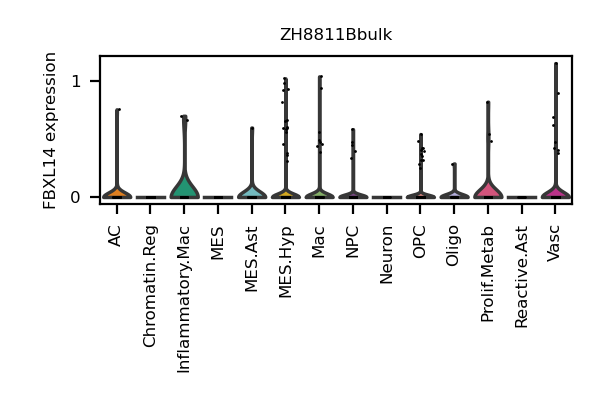 ZH8811Bbulk
FBXL14 expression
1
0
AC
Chromatin.Reg
Inflammatory.Mac
MES
MES.Ast
MES.Hyp
Mac
NPC
Neuron
OPC
Oligo
Prolif.Metab
Reactive.Ast
Vasc